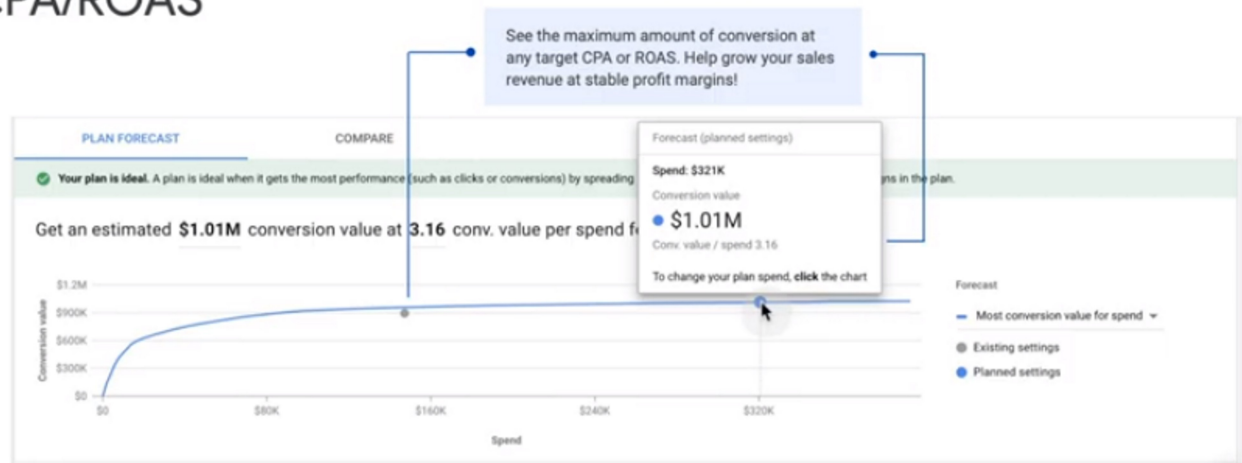 CPA/ROAS
See the maximum amount of conversion at
any target CPA or ROAS. Help grow your sales
revenue at stable profit margins!
PLAN FORECAST
COMPARE
Your plan is ideal. A plan is ideal when it gets the most performance (such as clicks or conversions) by spreading
ns in the plan.
Get an estimated $1.01M conversion value at 3.16 conv. value per spend f
Forecast (planned settings)
Spend: $321K
Conversion value
$1.01M
Conv. value / spend 3.16
To change your plan spend, click the chart
Conversion value
$1.2M
$900K
$600K
$300K
$0
$0
$80K
$160K
$240K
$320K
Spend
Forecast
Most conversion value for spend
Existing settings
Planned settings